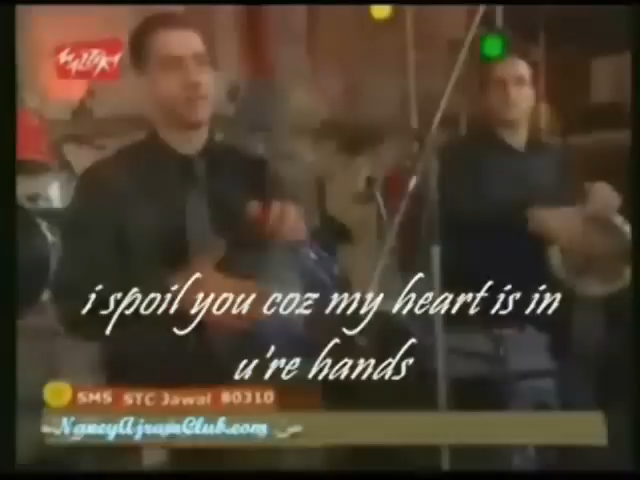 i spoil you coz my heart is in
u're hands
SMS STC Jawal 80310
NancyAjramClub.com